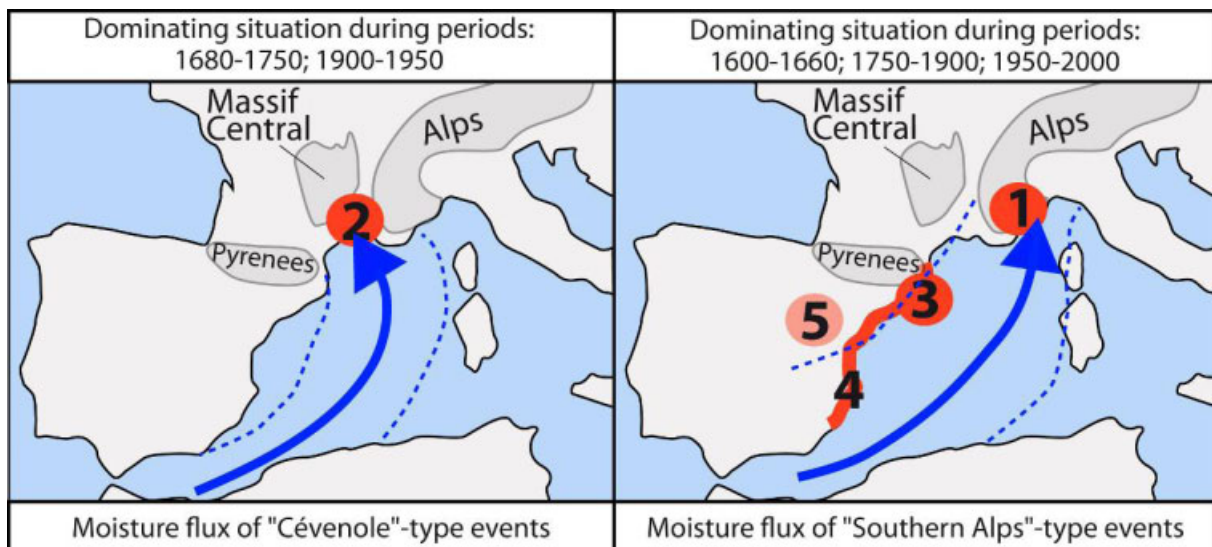 Dominating situation during periods:
1680-1750; 1900-1950
Massif
Central
Alps
2
Pyrenees
Moisture flux of "Cévenole"-type events
Dominating situation during periods:
1600-1660; 1750-1900; 1950-2000
Massif
Central
Alps
1
Pyrenees
3
5
4
Moisture flux of "Southern Alps"-type events